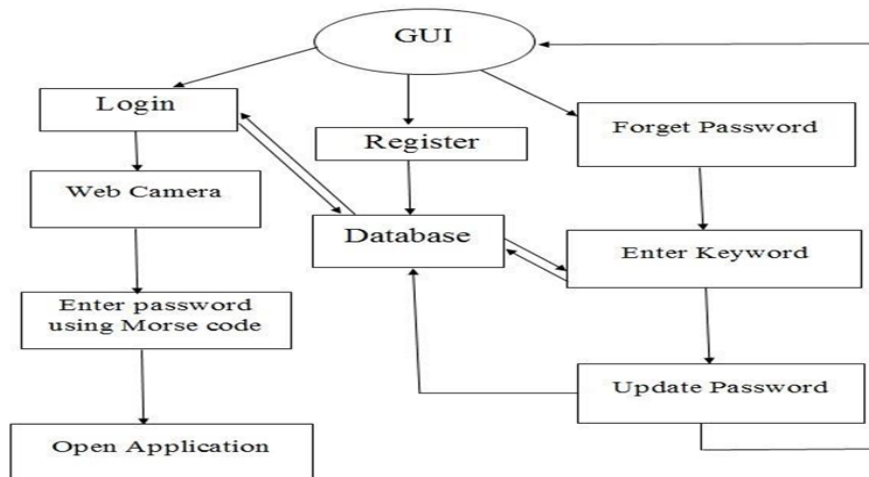 GUI
Login
Register
Forget Password
Web Camera
Database
Enter Keyword
Enter password
using Morse code
Update Password
Open Application